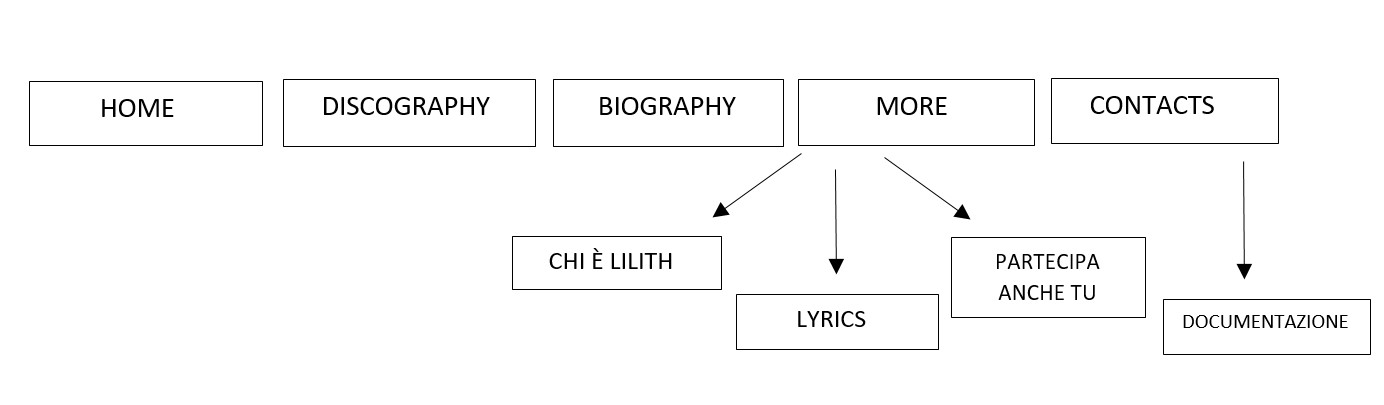 HOME
DISCOGRAPHY
BIOGRAPHY
MORE
CONTACTS
CHI È LILITH
LYRICS
PARTECIPA
ANCHE TU
DOCUMENTAZIONE